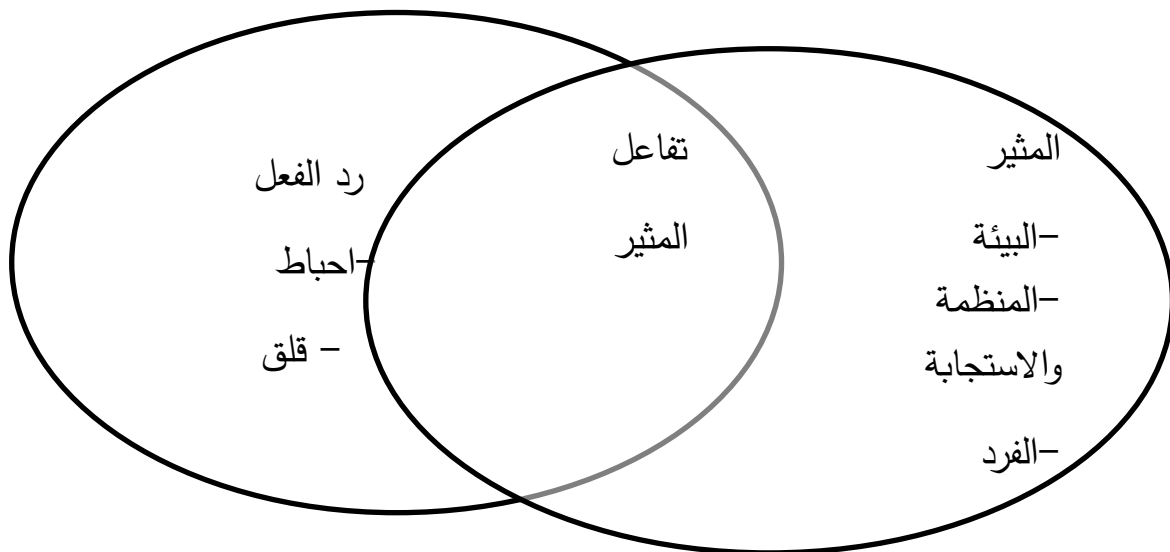 المثير
-البيئة
-المنظمة
والاستجابة
-الفرد
تفاعل
المثير
رد الفعل
-احباط
- قلق